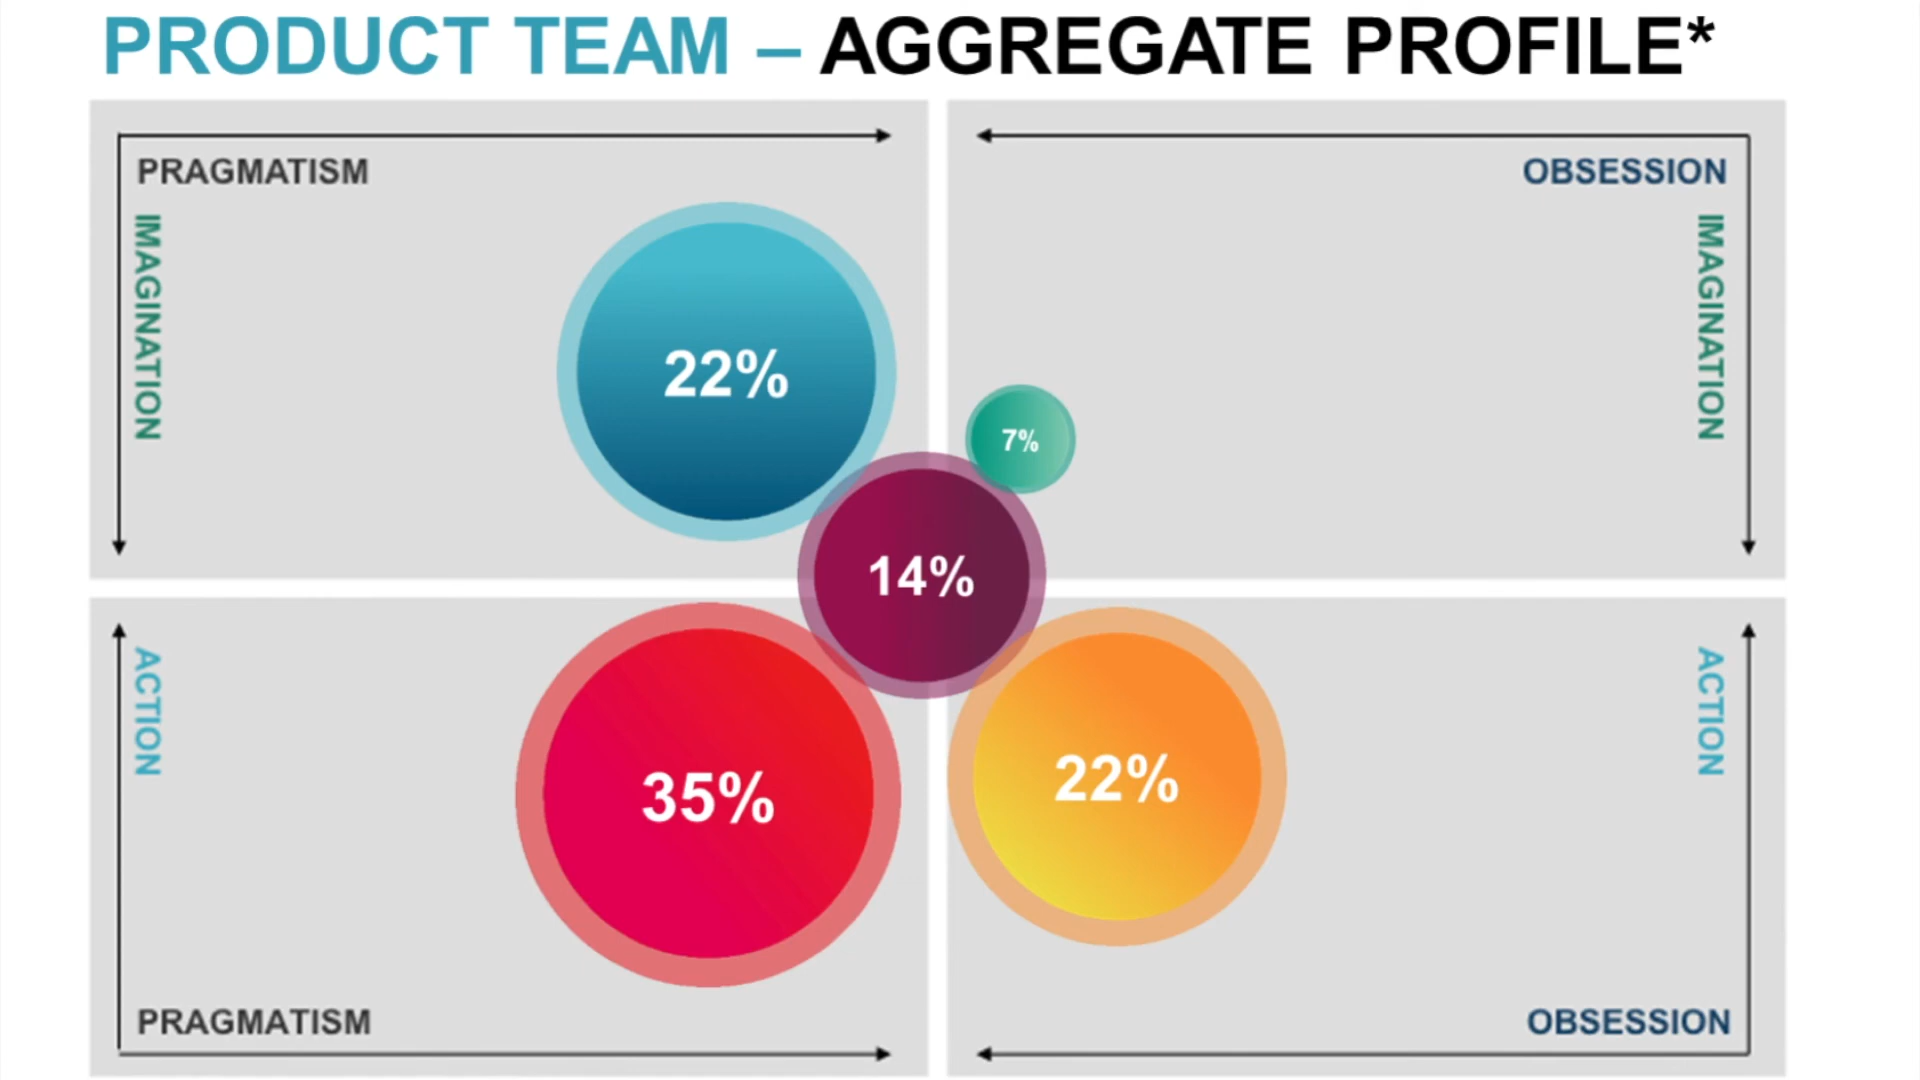 PRODUCT TEAM – AGGREGATE PROFILE*
PRAGMATISM
OBSESSION
IMAGINATION
IMAGINATION
22%
7%
14%
ACTION
ACTION
35%
22%
PRAGMATISM
OBSESSION